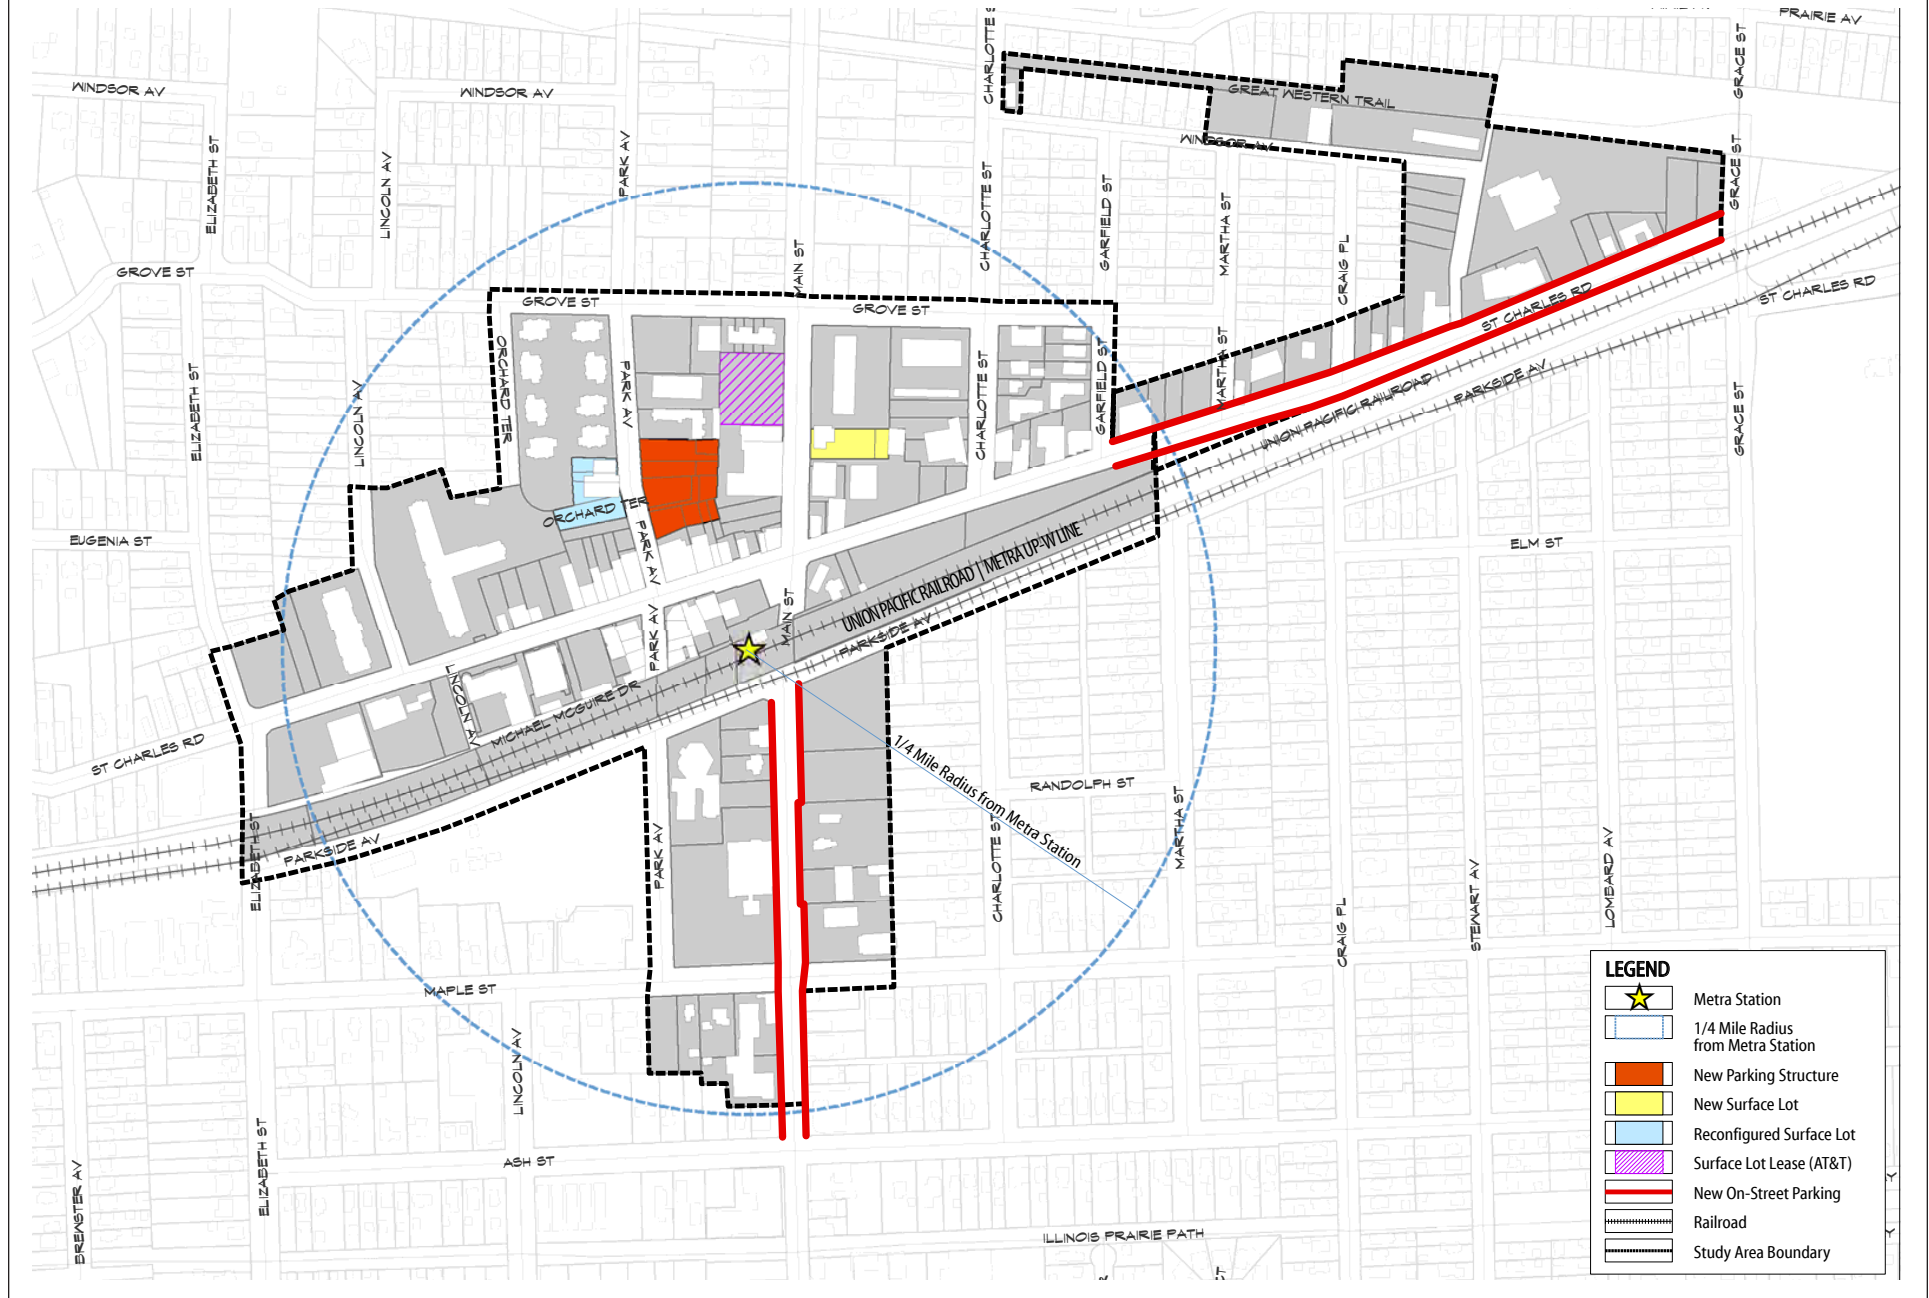 PRAIRIE AV
CHARLOTTE ST
GRACE ST
WINDSOR AV
WINDSOR AV
GREAT WESTERN TRAIL
WINDSOR AV
ELIZABETH ST
LINCOLN AV
PARK AV
CHARLOTTE ST
GARFIELD ST
MARTHA ST
CRAIG PL
GRACE ST
MAIN ST
GROVE ST
GROVE ST
GROVE ST
ST CHARLES RD
ST CHARLES RD
ORCHARD TER
PARK AV
CHARLOTTE ST
GARFIELD ST
MARTHA ST
ELIZABETH ST
LINCOLN AV
UNION PACIFIC RAILROAD
PARKSIDE AV
GRACE ST
ORCHARD TER
PARK AV
EUGENIA ST
ELM ST
UNION PACIFIC RAILROAD | METRA UP-W LINE
MAIN ST
PARK AV
PARKSIDE AV
LINCOLN AV
MICHAEL MCGUIRE DR
ST CHARLES RD
1/4 Mile Radius from Metra Station
RANDOLPH ST
PARKSIDE AV
ELIZABETH ST
PARK AV
CHARLOTTE ST
MARTHA ST
CRAIG PL
STEWART AV
LOMBARD AV
MAPLE ST
LINCOLN AV
ASH ST
ELIZABETH ST
BREWSTER AV
ILLINOIS PRAIRIE PATH
LEGEND
Metra Station
1/4 Mile Radius
from Metra Station
New Parking Structure
New Surface Lot
Reconfigured Surface Lot
Surface Lot Lease (AT&T)
New On-Street Parking
Railroad
Study Area Boundary